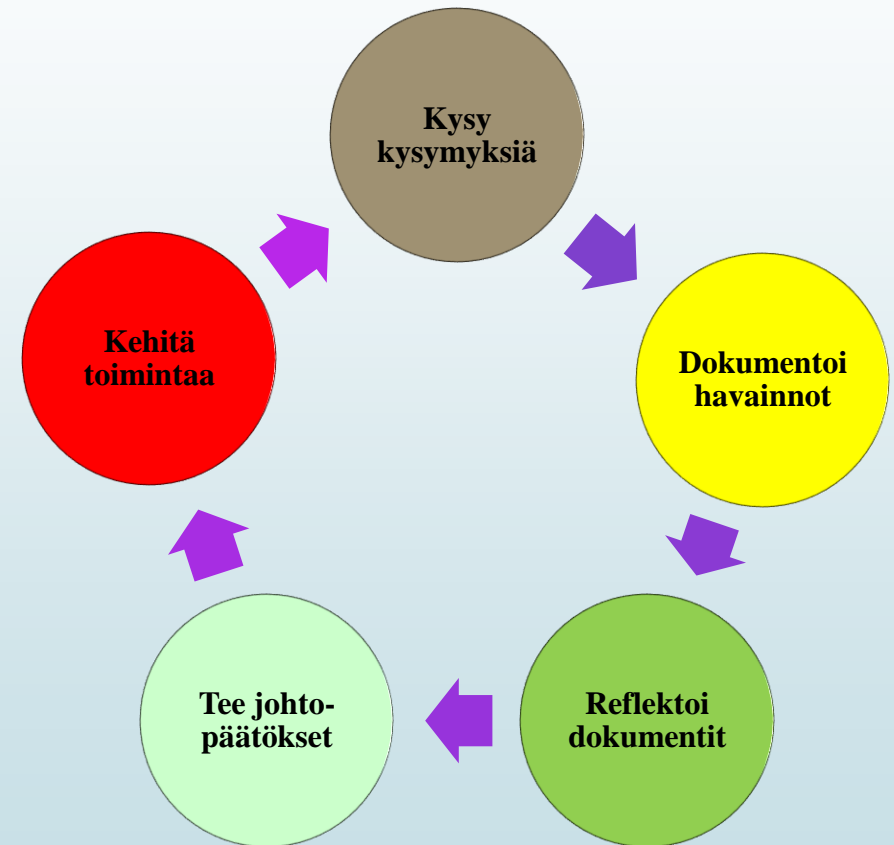 Kysy
kysymyksiä
Dokumentoi
havainnot
Reflektoi
dokumentit
Tee johto-
päätökset
Kehitä
toimintaa